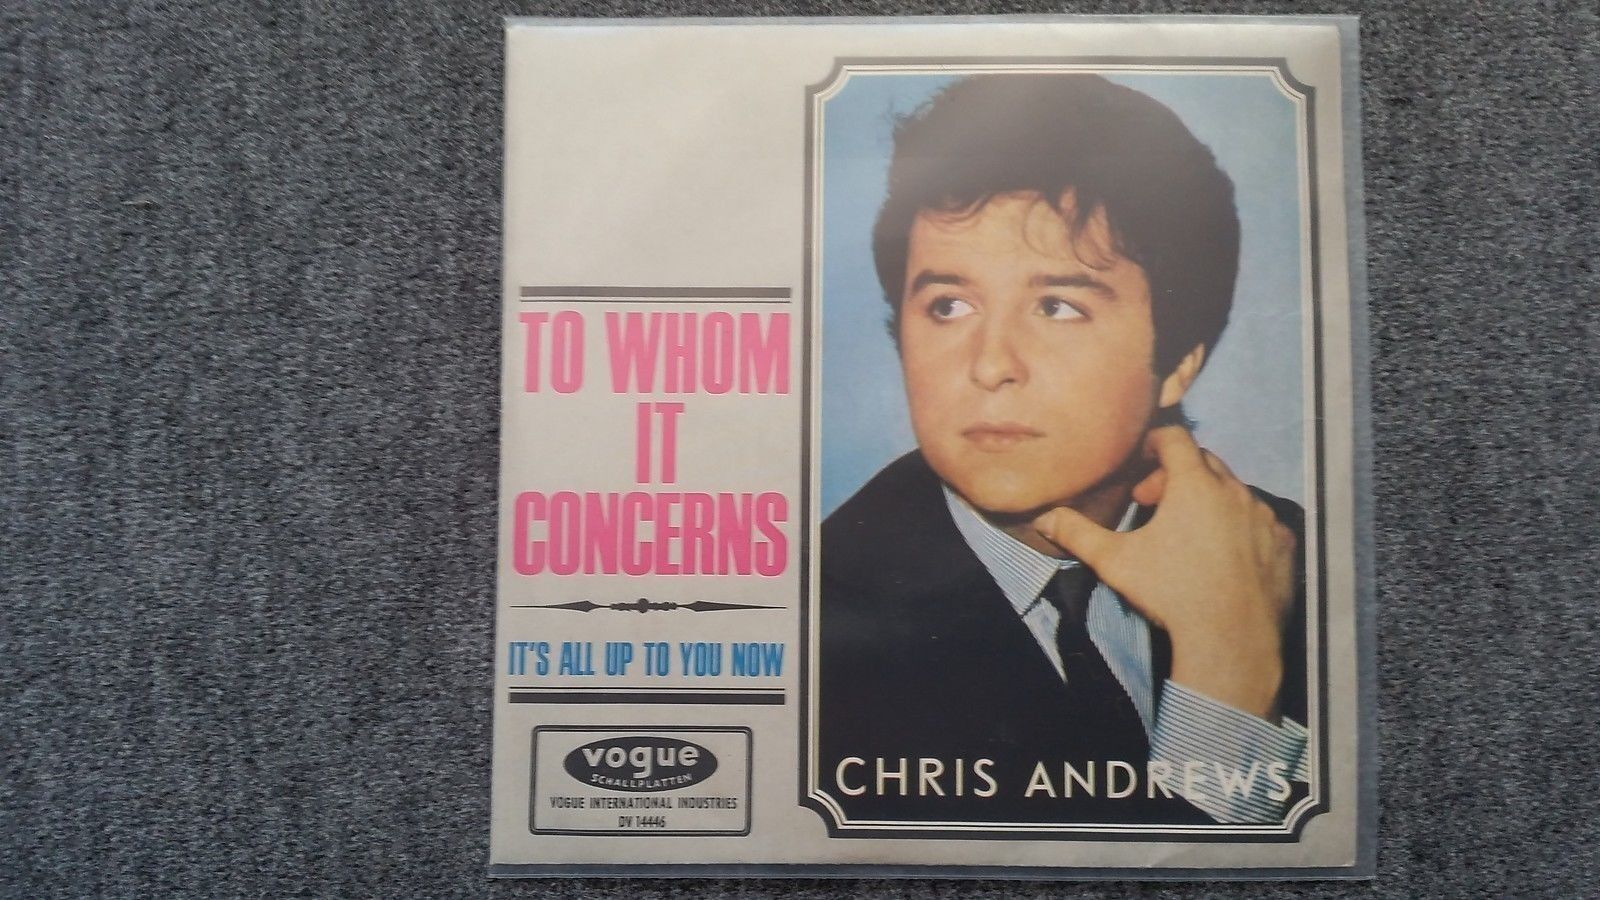 TO WHOM
IT
CONCERNS
IT'S ALL UP TO YOU NOW
vogue
SCHALLPLATTEN
VOGUE INTERNATIONAL INDUSTRIES
DV 14446
CHRIS ANDREWS